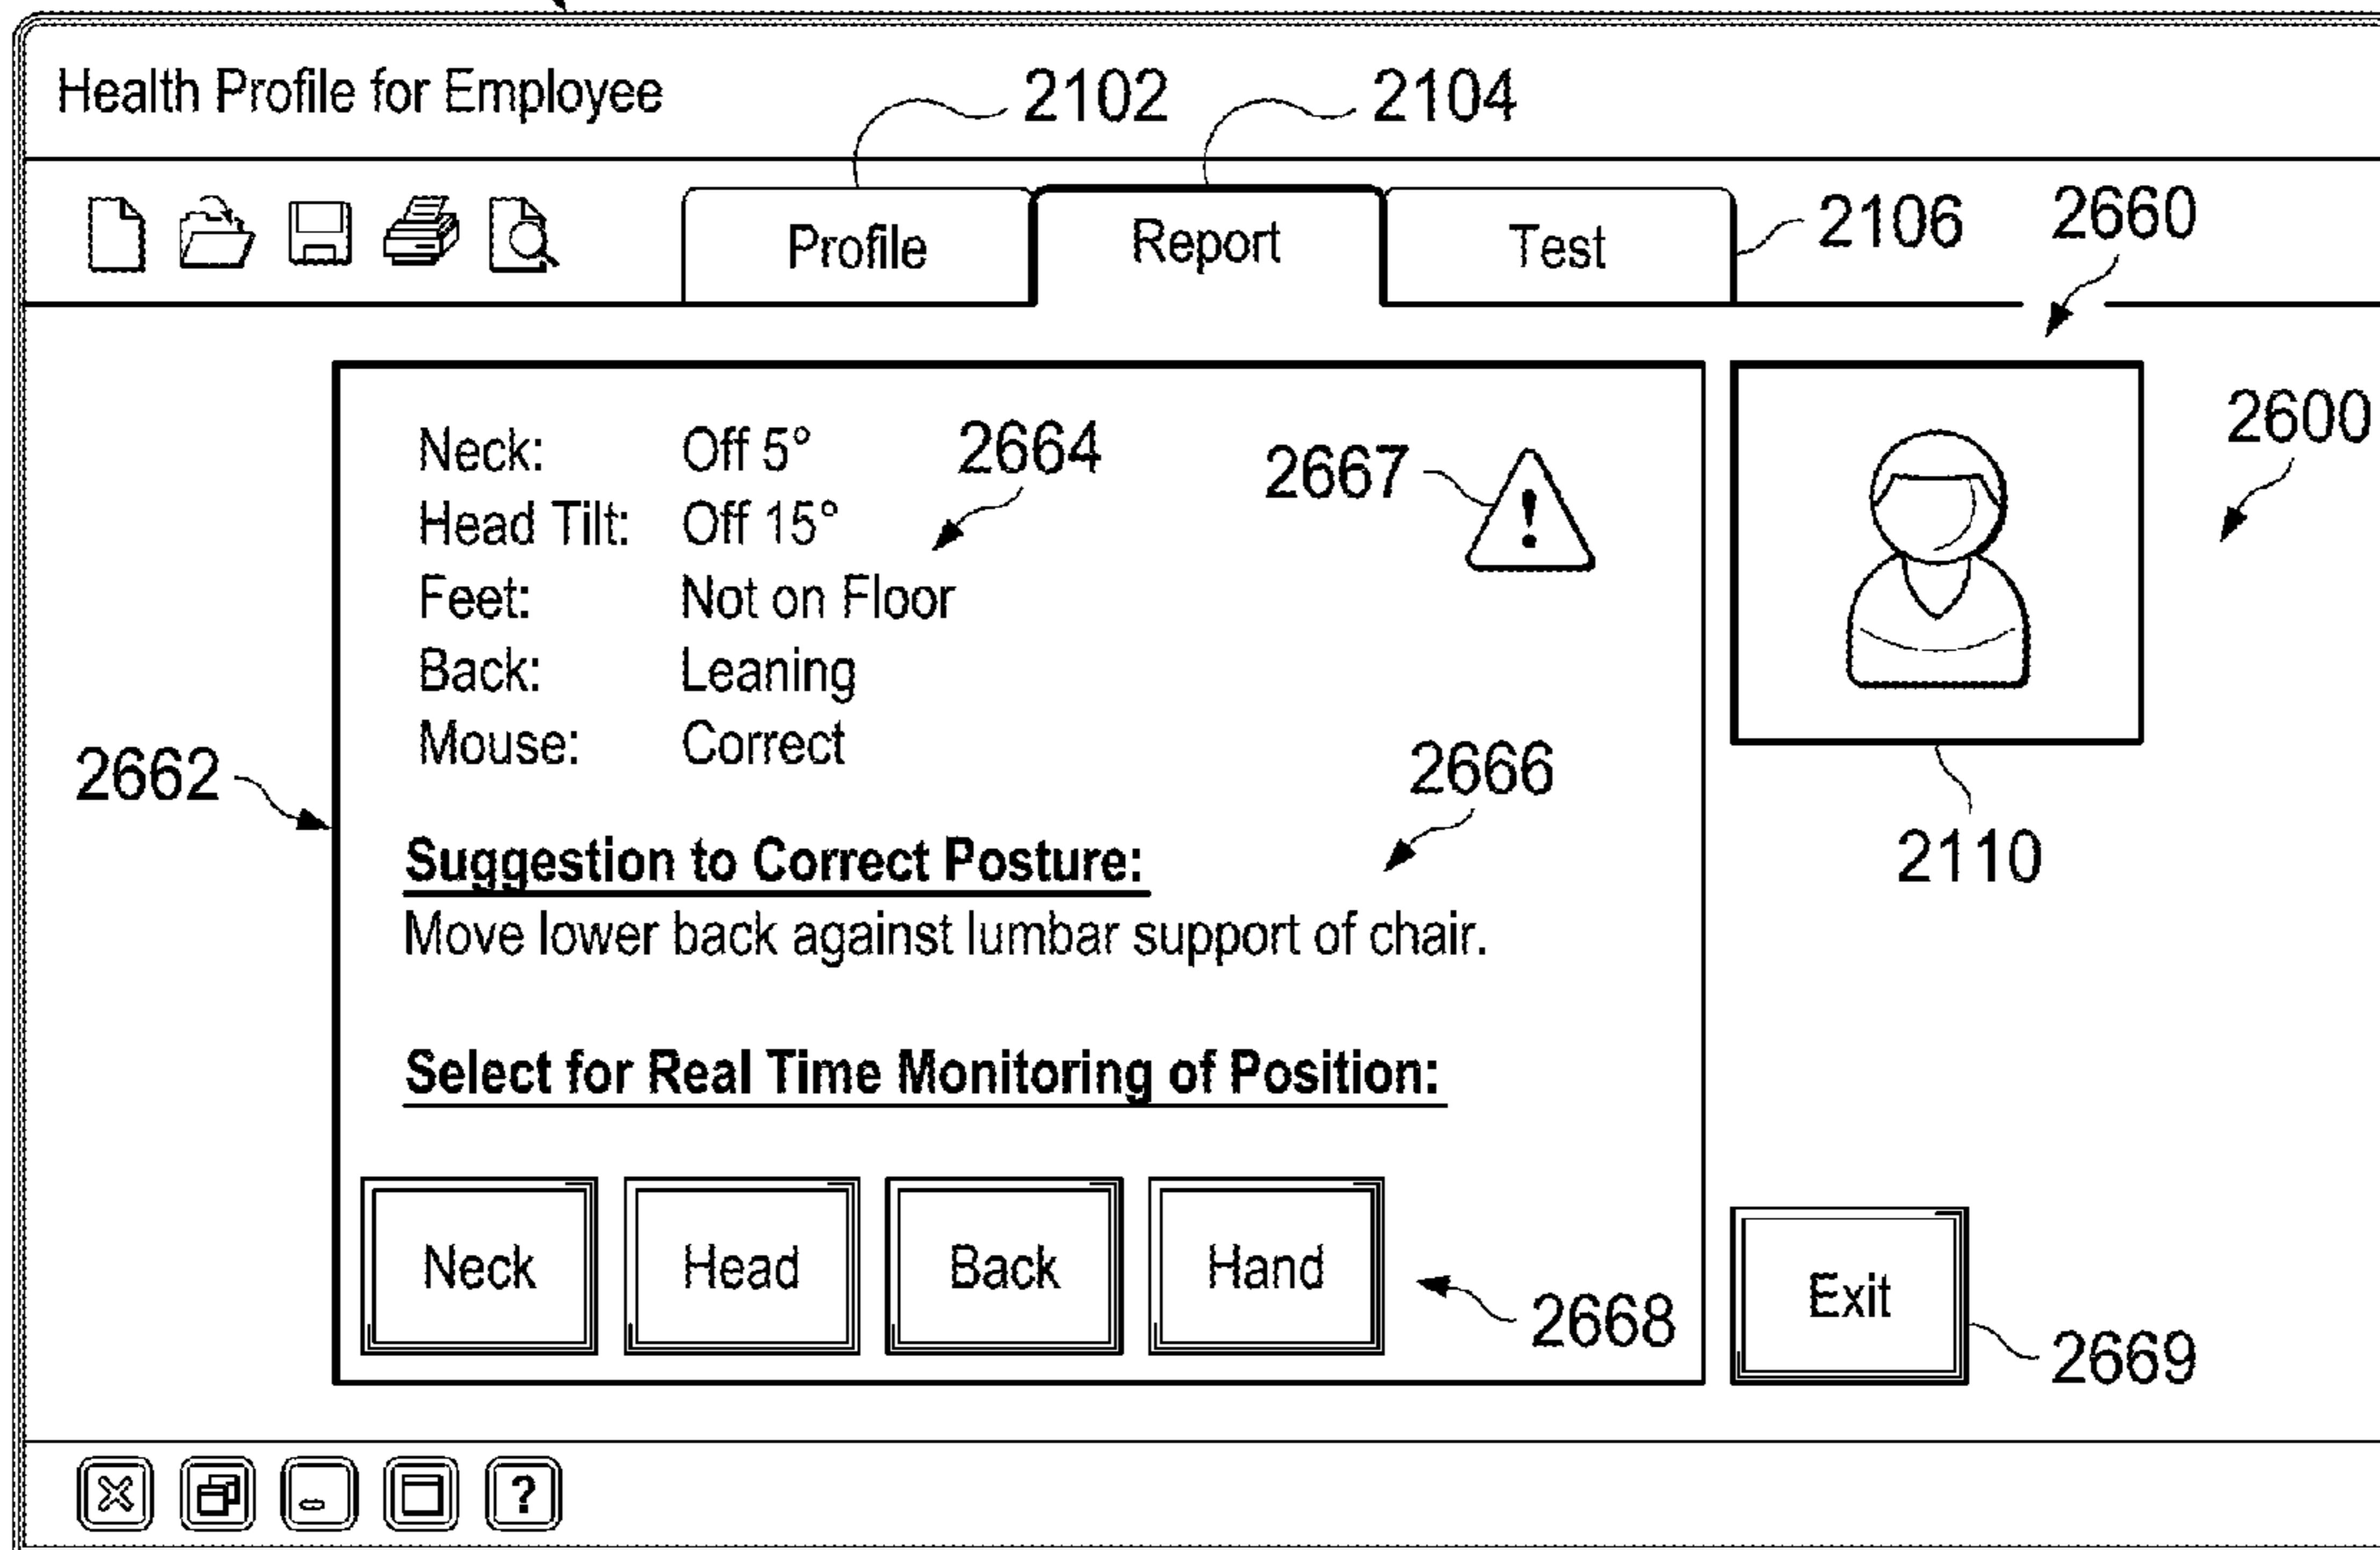 Health Profile for Employee
2102
2104
Profile
Report
Test
2106
2660
Neck: Off 5°
2664
2667
!
2600
Head Tilt: Off 15°
Feet: Not on Floor
Back: Leaning
Mouse: Correct
2662
2666
2110
Suggestion to Correct Posture:
Move lower back against lumbar support of chair.
Select for Real Time Monitoring of Position:
Neck
Head
Back
Hand
2668
Exit
2669
?